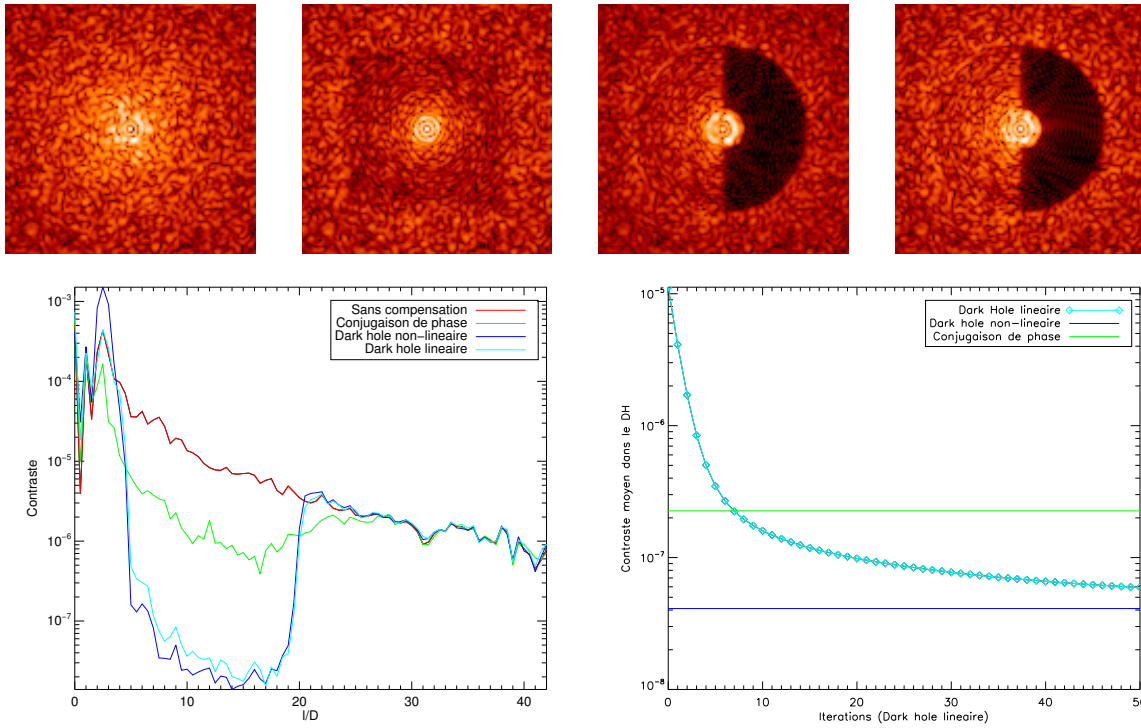 10⁻³
10⁻⁴
10⁻⁵
10⁻⁶
10⁻⁷
Contraste
0 10 20 30 40
l/D
Sans compensation
Conjugaison de phase
Dark hole non-lineaire
Dark hole lineaire
10⁻⁵
10⁻⁶
10⁻⁷
10⁻⁸
Contraste moyen dans le DH
0 10 20 30 40 50
Iterations (Dark hole lineaire)
Dark Hole lineaire
Dark hole non-lineaire
Conjugaison de phase